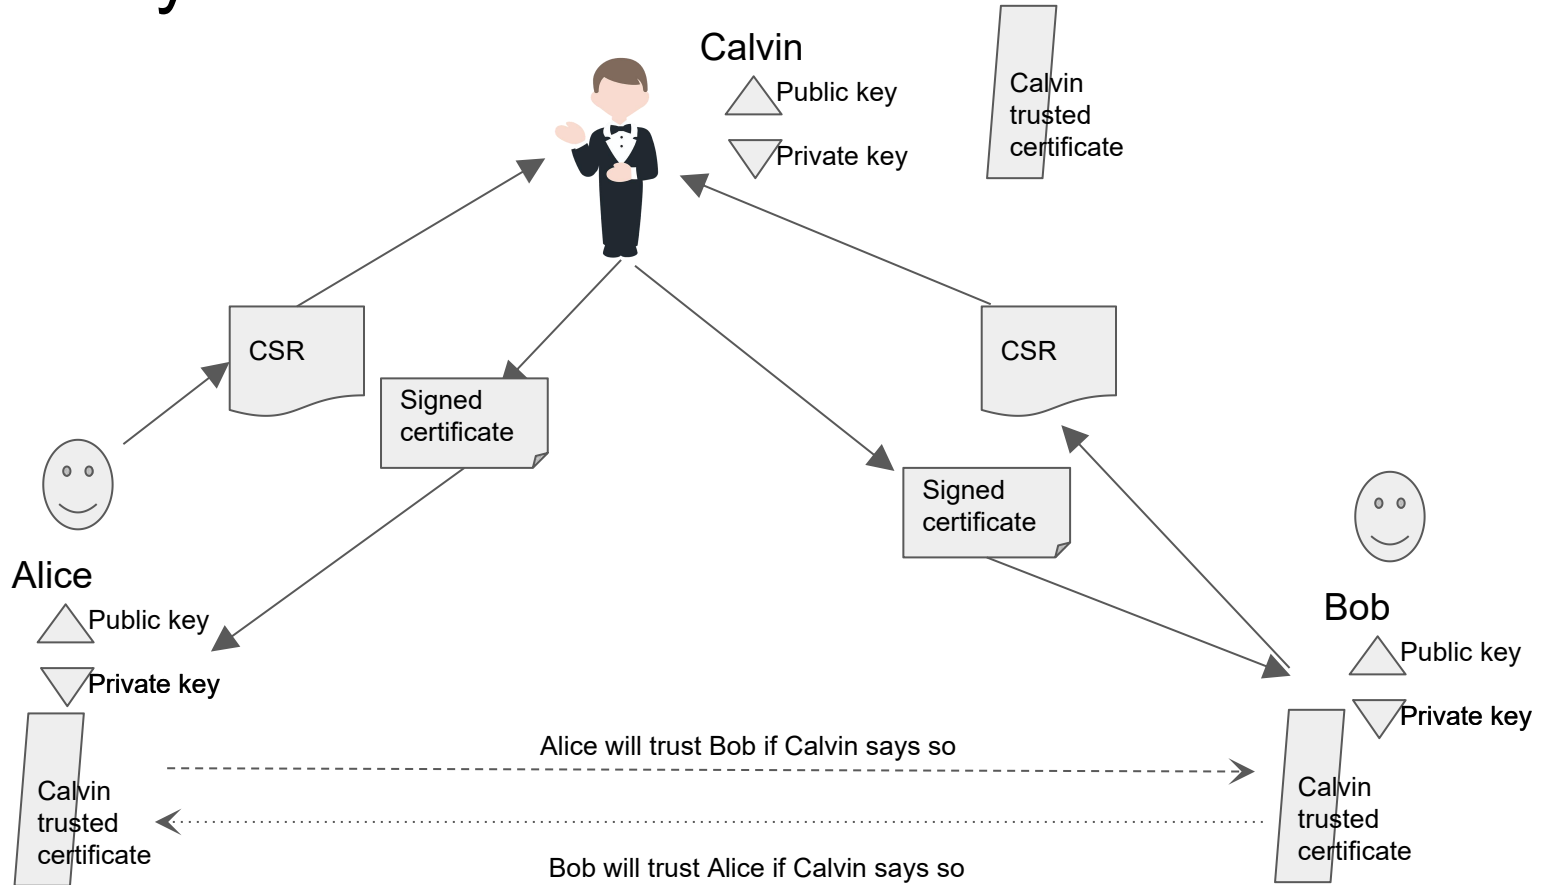 Calvin
Public key
Private key
Calvin
trusted
certificate
CSR
CSR
Signed
certificate
Signed
certificate
Alice
Public key
Private key
Bob
Public key
Private key
Alice will trust Bob if Calvin says so
Calvin
trusted
certificate
Calvin
trusted
certificate
Bob will trust Alice if Calvin says so